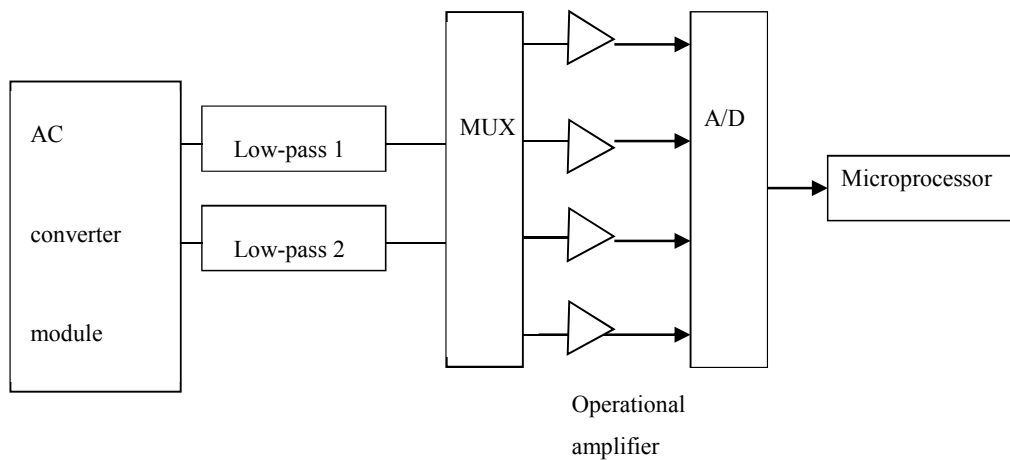 AC
converter
module
Low-pass 1
Low-pass 2
MUX
A/D
Microprocessor
Operational
amplifier